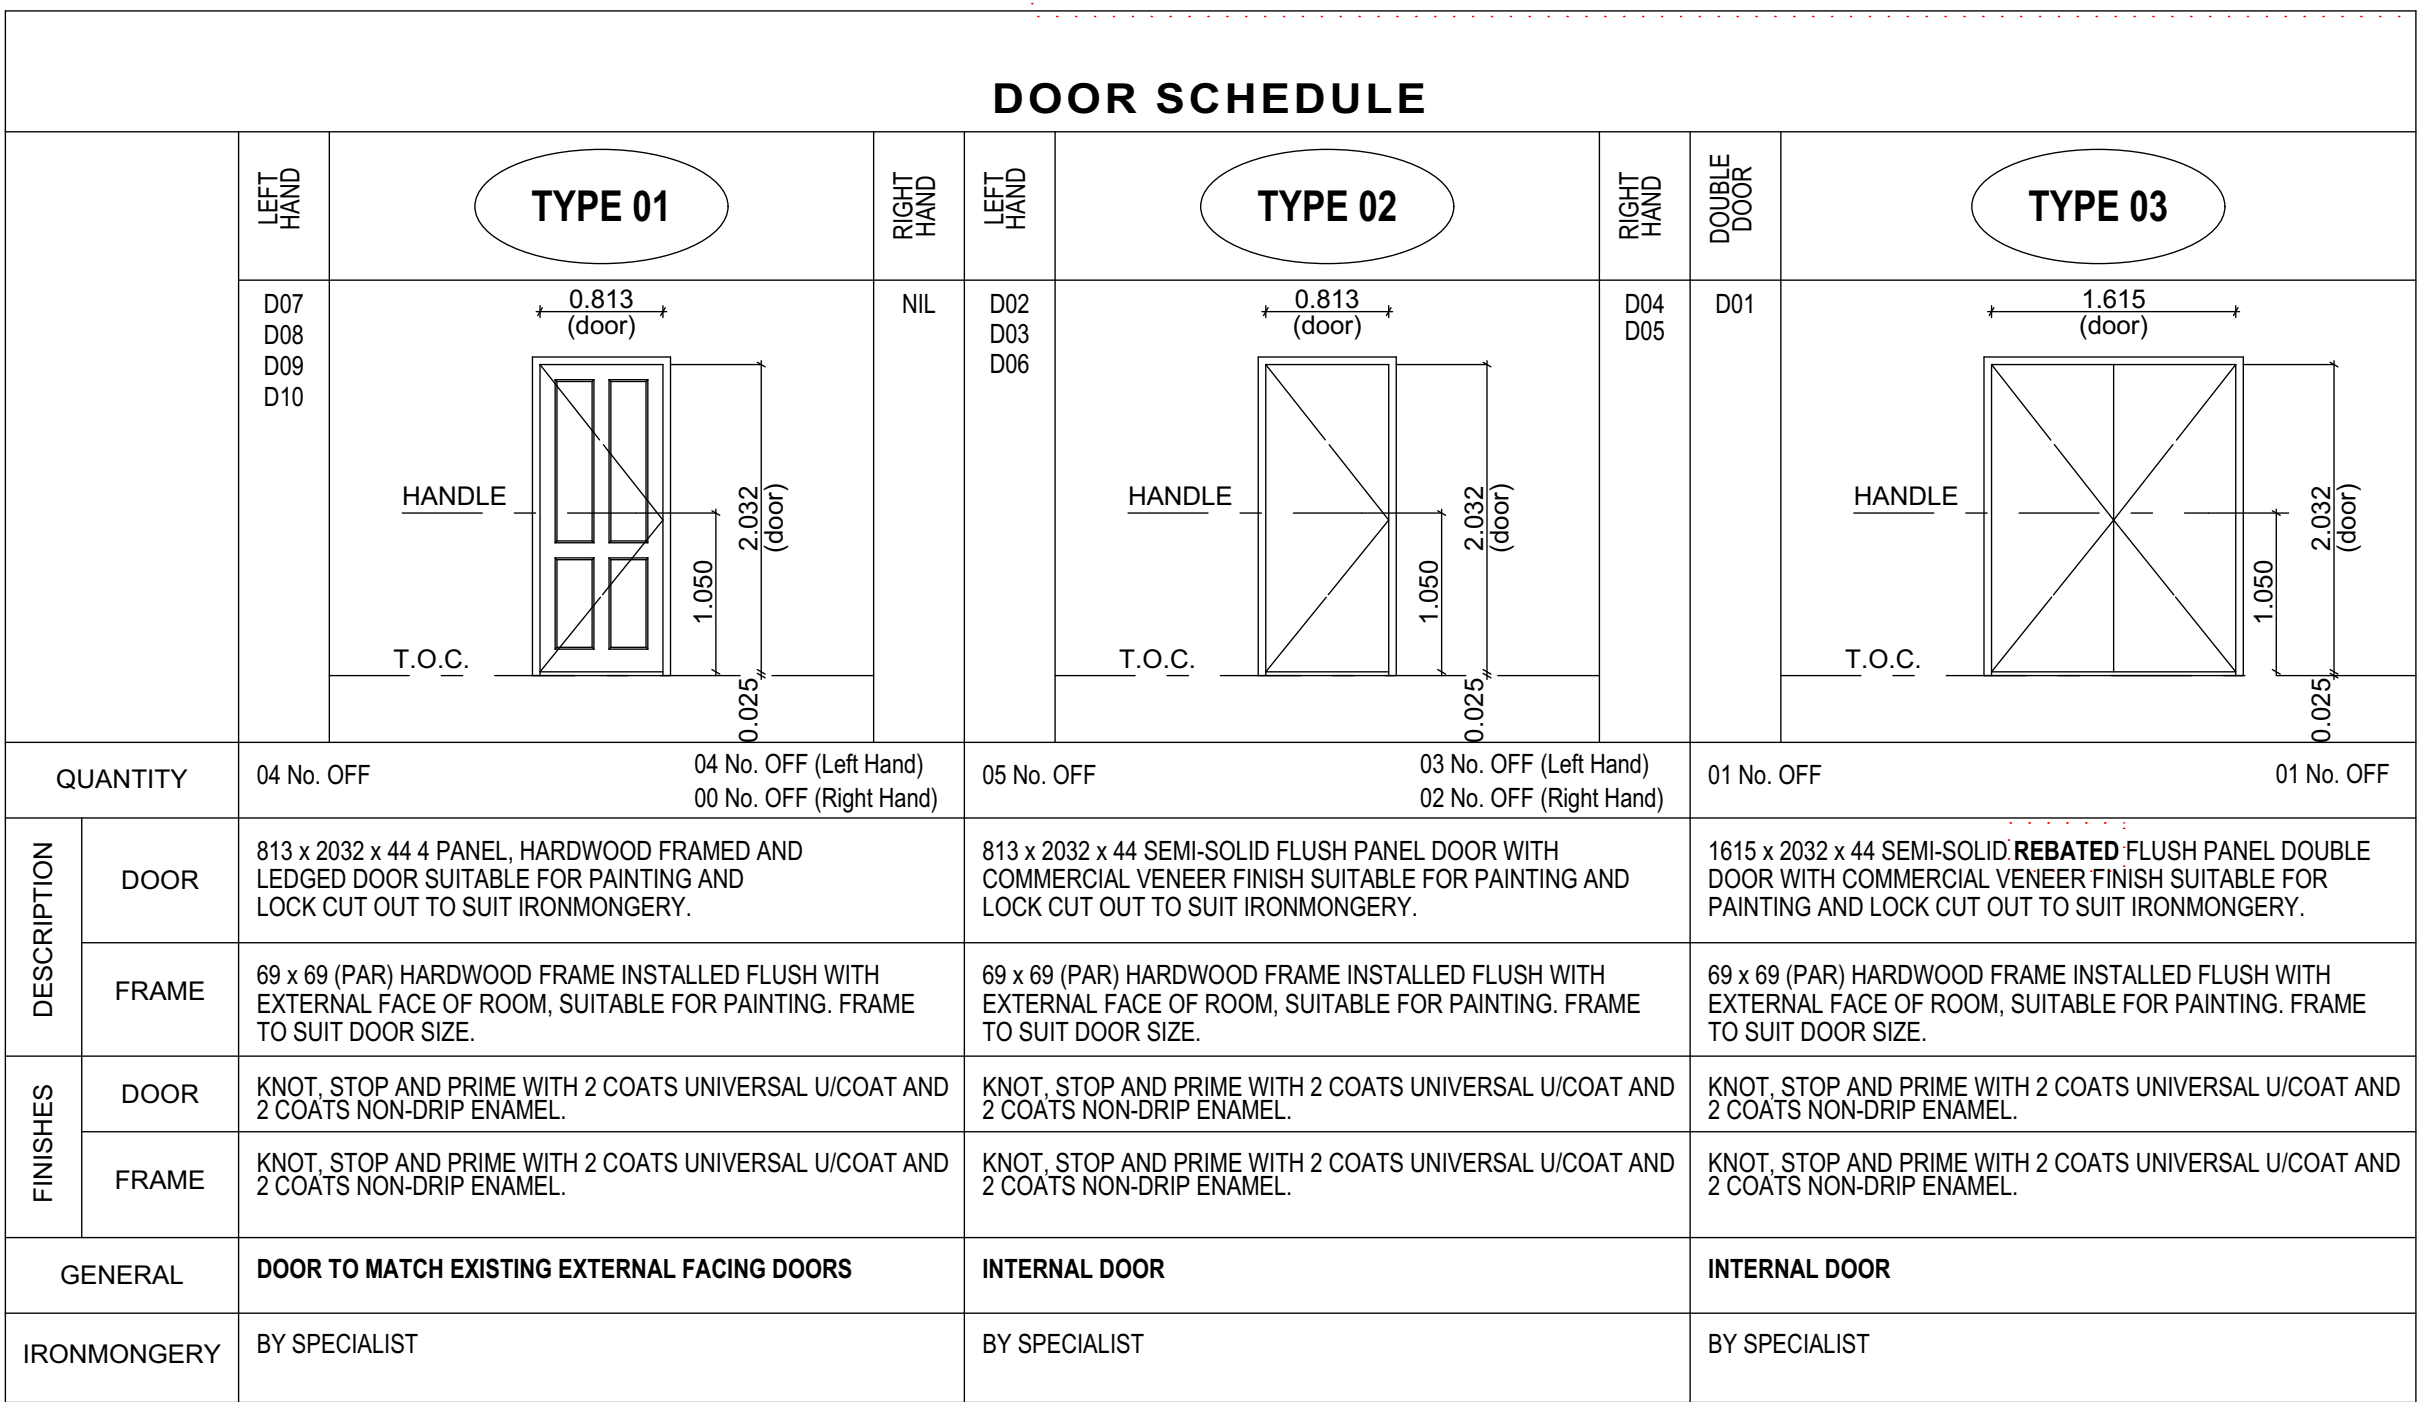 DOOR SCHEDULE
LEFT
HAND
TYPE 01
RIGHT
HAND
LEFT
HAND
TYPE 02
RIGHT
HAND
DOUBLE
DOOR
TYPE 03
D07
D08
D09
D10
0.813
(door)
HANDLE
2.032
(door)
1.050
T.O.C.
0.025
NIL
D02
D03
D06
0.813
(door)
HANDLE
2.032
(door)
1.050
T.O.C.
0.025
D04
D05
D01
1.615
(door)
HANDLE
2.032
(door)
1.050
T.O.C.
0.025
QUANTITY
04 No. OFF
04 No. OFF (Left Hand)
00 No. OFF (Right Hand)
05 No. OFF
03 No. OFF (Left Hand)
02 No. OFF (Right Hand)
01 No. OFF
01 No. OFF
DESCRIPTION
DOOR
813 x 2032 x 44 4 PANEL, HARDWOOD FRAMED AND
LEDGED DOOR SUITABLE FOR PAINTING AND
LOCK CUT OUT TO SUIT IRONMONGERY.
813 x 2032 x 44 SEMI-SOLID FLUSH PANEL DOOR WITH
COMMERCIAL VENEER FINISH SUITABLE FOR PAINTING AND
LOCK CUT OUT TO SUIT IRONMONGERY.
1615 x 2032 x 44 SEMI-SOLID REBATED FLUSH PANEL DOUBLE
DOOR WITH COMMERCIAL VENEER FINISH SUITABLE FOR
PAINTING AND LOCK CUT OUT TO SUIT IRONMONGERY.
FRAME
69 x 69 (PAR) HARDWOOD FRAME INSTALLED FLUSH WITH
EXTERNAL FACE OF ROOM, SUITABLE FOR PAINTING. FRAME
TO SUIT DOOR SIZE.
69 x 69 (PAR) HARDWOOD FRAME INSTALLED FLUSH WITH
EXTERNAL FACE OF ROOM, SUITABLE FOR PAINTING. FRAME
TO SUIT DOOR SIZE.
69 x 69 (PAR) HARDWOOD FRAME INSTALLED FLUSH WITH
EXTERNAL FACE OF ROOM, SUITABLE FOR PAINTING. FRAME
TO SUIT DOOR SIZE.
FINISHES
DOOR
KNOT, STOP AND PRIME WITH 2 COATS UNIVERSAL U/COAT AND
2 COATS NON-DRIP ENAMEL.
KNOT, STOP AND PRIME WITH 2 COATS UNIVERSAL U/COAT AND
2 COATS NON-DRIP ENAMEL.
KNOT, STOP AND PRIME WITH 2 COATS UNIVERSAL U/COAT AND
2 COATS NON-DRIP ENAMEL.
FRAME
KNOT, STOP AND PRIME WITH 2 COATS UNIVERSAL U/COAT AND
2 COATS NON-DRIP ENAMEL.
KNOT, STOP AND PRIME WITH 2 COATS UNIVERSAL U/COAT AND
2 COATS NON-DRIP ENAMEL.
KNOT, STOP AND PRIME WITH 2 COATS UNIVERSAL U/COAT AND
2 COATS NON-DRIP ENAMEL.
GENERAL
DOOR TO MATCH EXISTING EXTERNAL FACING DOORS
INTERNAL DOOR
INTERNAL DOOR
IRONMONGERY
BY SPECIALIST
BY SPECIALIST
BY SPECIALIST